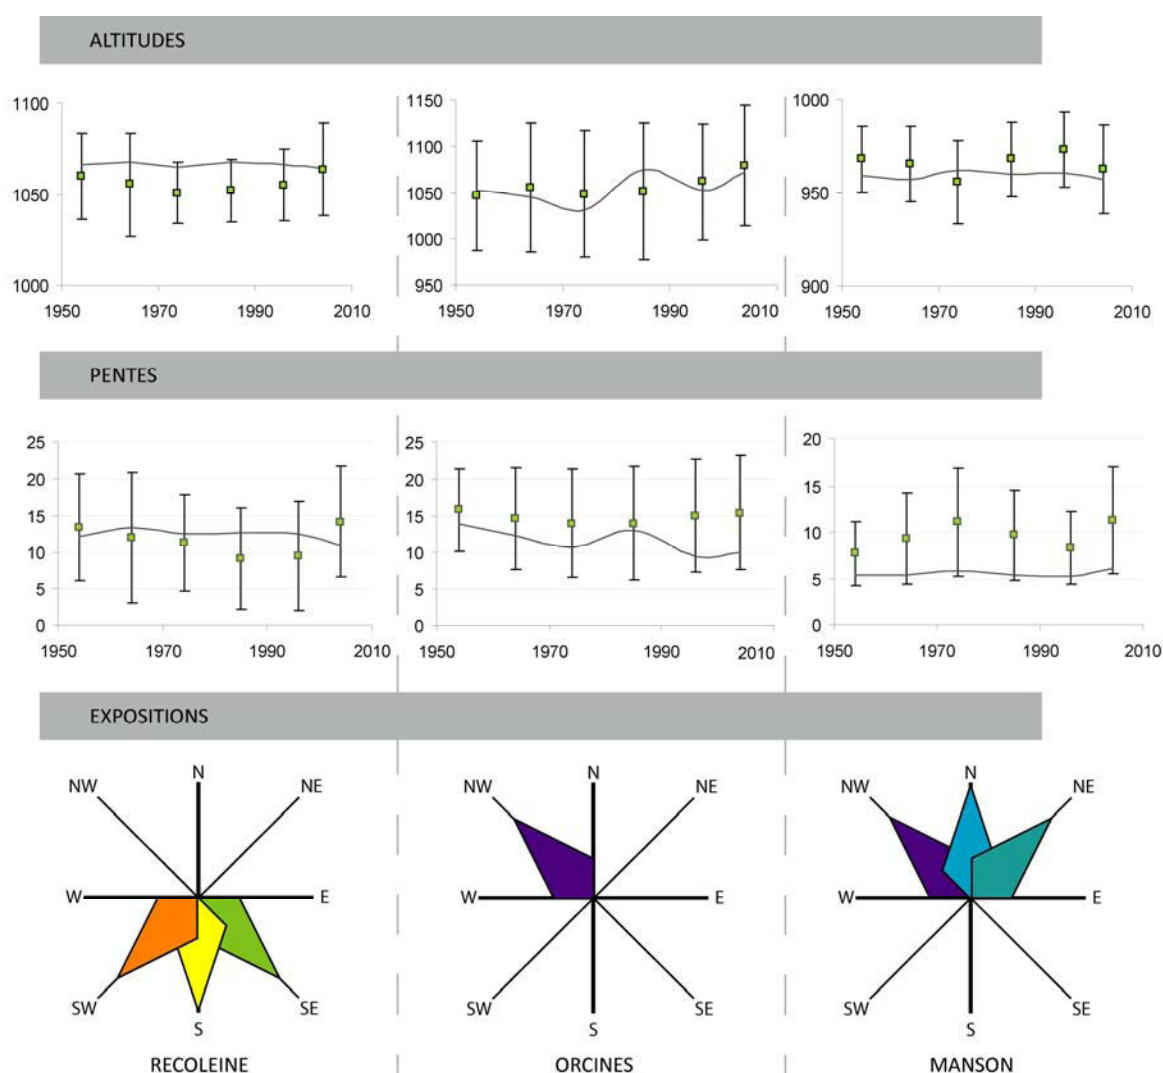 ALTITUDES
1100
1050
1000
1950 1970 1990 2010
1150
1100
1050
1000
950
1950 1970 1990 2010
1000
950
900
1950 1970 1990 2010
PENTES
25
20
15
10
5
0
1950 1970 1990 2010
25
20
15
10
5
0
1950 1970 1990 2010
20
15
10
5
0
1950 1970 1990 2010
EXPOSITIONS
N
NW NE
W E
SW SE
S
N
NW NE
W E
SW SE
S
N
NW NE
W E
SW SE
S
RECOLEINE ORCINES MANSON